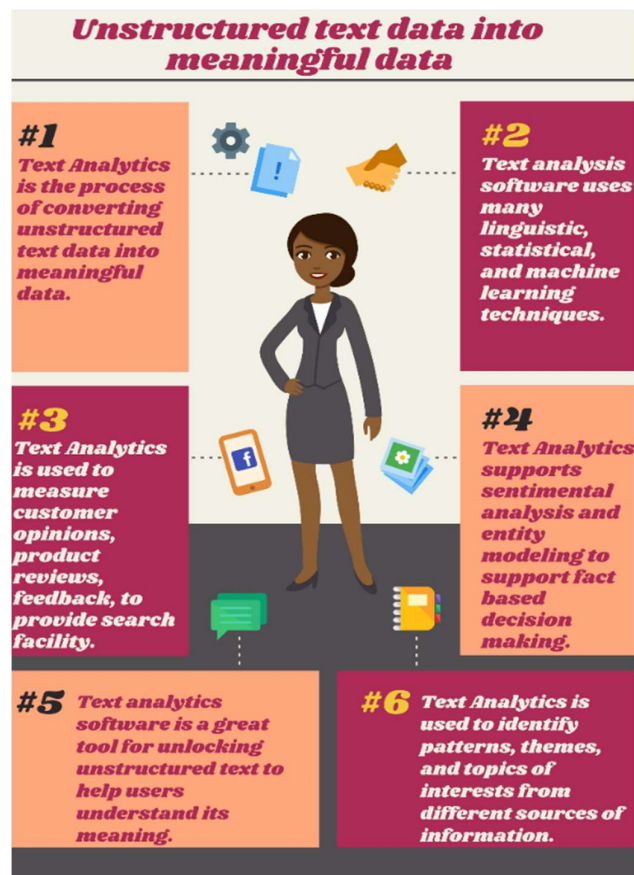 Unstructured text data into
meaningful data
#1
Text Analytics
is the process
of converting
unstructured
text data into
meaningful
data.
#2
Text analysis
software uses
many
linguistic,
statistical,
and machine
learning
techniques.
#3
Text Analytics
is used to
measure
customer
opinions,
product
reviews,
feedback, to
provide search
facility.
#4
Text Analytics
supports
sentimental
analysis and
entity
modeling to
support fact
based
decision
making.
#5
Text analytics
software is a great
tool for unlocking
unstructured text to
help users
understand its
meaning.
#6
Text Analytics is
used to identify
patterns, themes,
and topics of
interests from
different sources of
information.